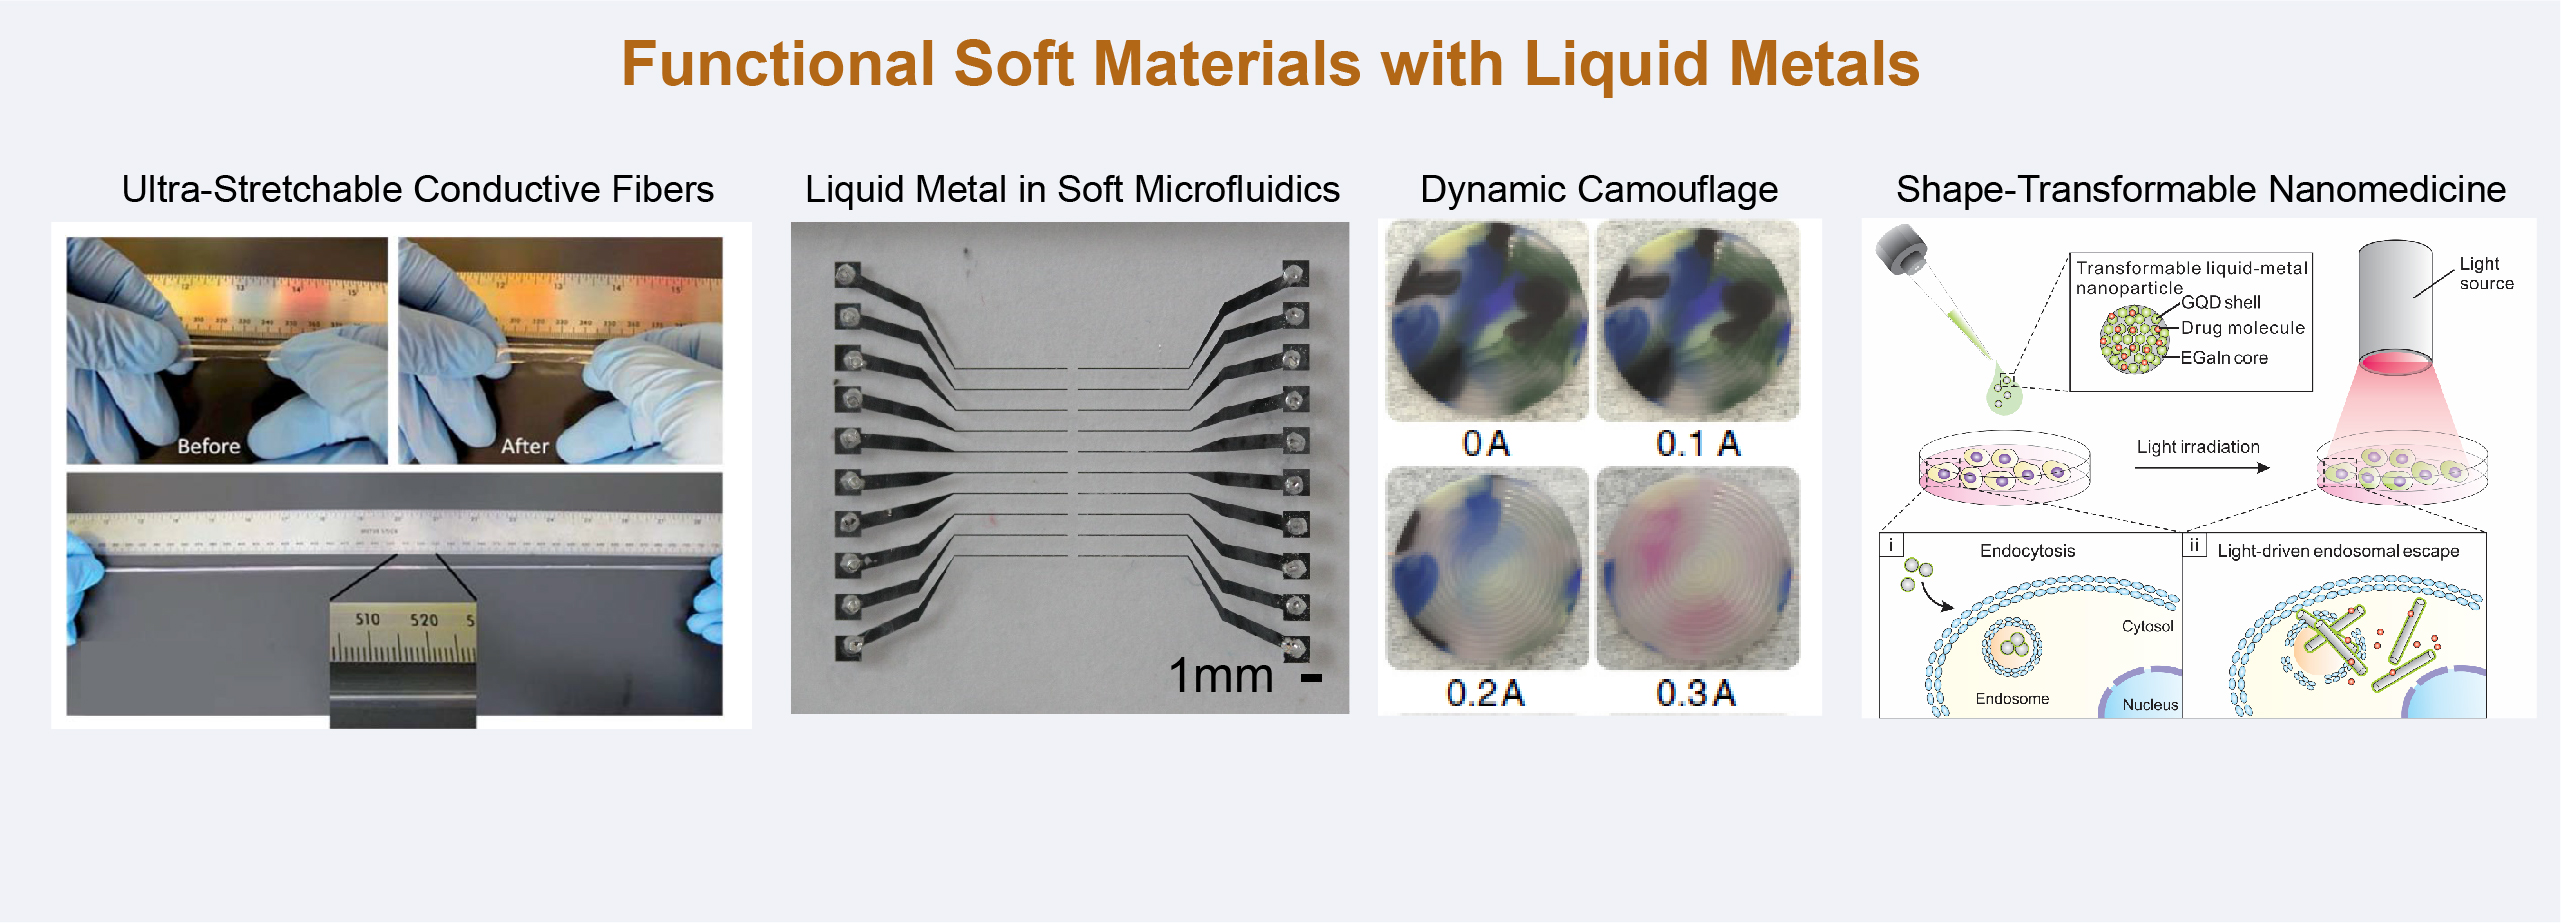 Functional Soft Materials with Liquid Metals
Ultra-Stretchable Conductive Fibers
Before
After
510 520 5
Liquid Metal in Soft Microfluidics
1mm
Dynamic Camouflage
0A
0.1 A
0.2A
0.3A
Shape-Transformable Nanomedicine
Transformable liquid-metal
nanoparticle
GQD shell
Drug molecule
EGaIn core
Light
source
Light irradiation
i
Endocytosis
Cytosol
Endosome
Nucleus
ii
Light-driven endosomal escape